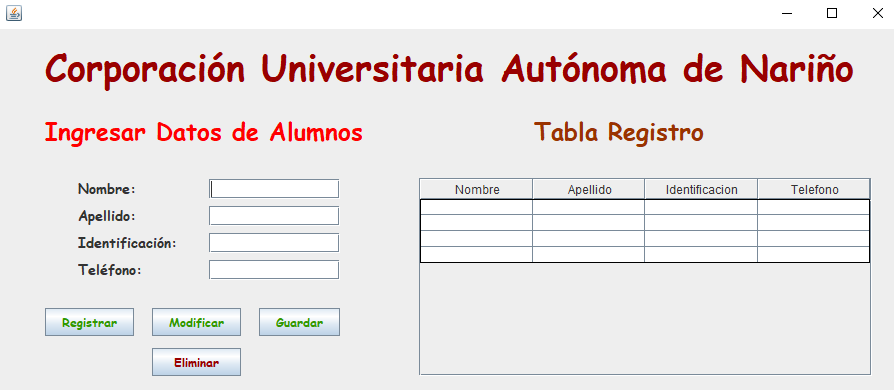 Corporación Universitaria Autónoma de Nariño
Ingresar Datos de Alumnos
Tabla Registro
Nombre:
Apellido:
Identificación:
Teléfono:
Nombre Apellido Identificacion Telefono
Registrar Modificar Guardar
Eliminar